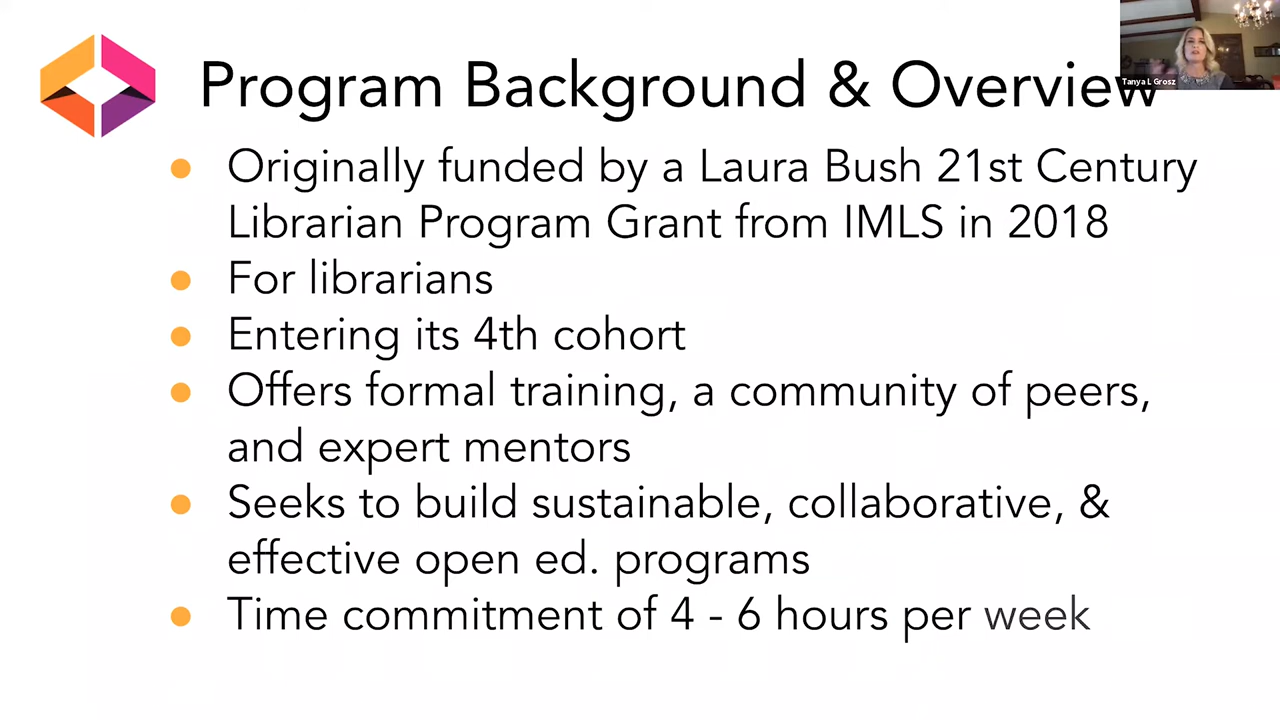 Program Background & Overview
Tanya L Grosz
Originally funded by a Laura Bush 21st Century
Librarian Program Grant from IMLS in 2018
For librarians
Entering its 4th cohort
Offers formal training, a community of peers,
and expert mentors
Seeks to build sustainable, collaborative, &
effective open ed. programs
Time commitment of 4 - 6 hours per week